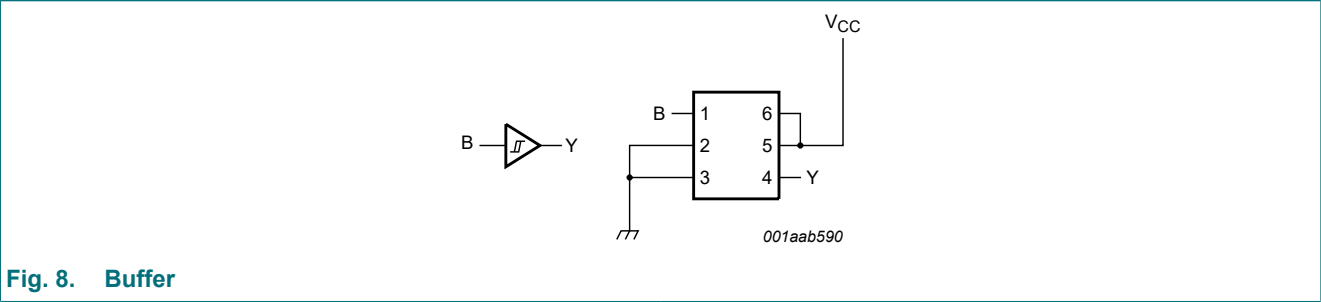 VCC
B 1 6
B Y 2 5
3 4 Y
001aab590
Fig. 8. Buffer